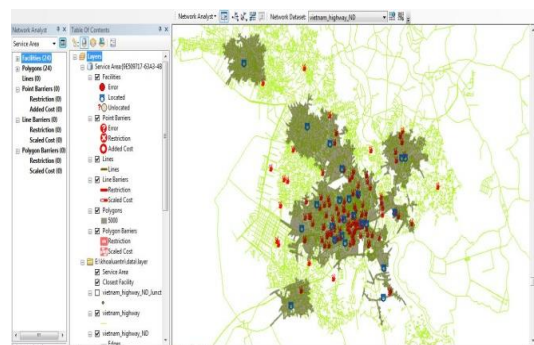 Network Analyst
Network Dataset: vietnam_highway_ND
Network Analyst
Service Area
Facilities (24)
Polygons (24)
Lines (0)
Point Barriers (0)
Restriction (0)
Added Cost (0)
Line Barriers (0)
Restriction (0)
Scaled Cost (0)
Polygon Barriers (0)
Restriction (0)
Scaled Cost (0)
Table Of Contents
Layers
Facilities
Error
Located
Unlocated
Point Barriers
Error
Restriction
Added Cost
Lines
Lines
Line Barriers
Restriction
Scaled Cost
Polygons
5000
Polygon Barriers
Restriction
Scaled Cost
Service Area
Closest Facility
vietnam_highway_ND_Junct
vietnam_highway
vietnam_highway_ND
Edges